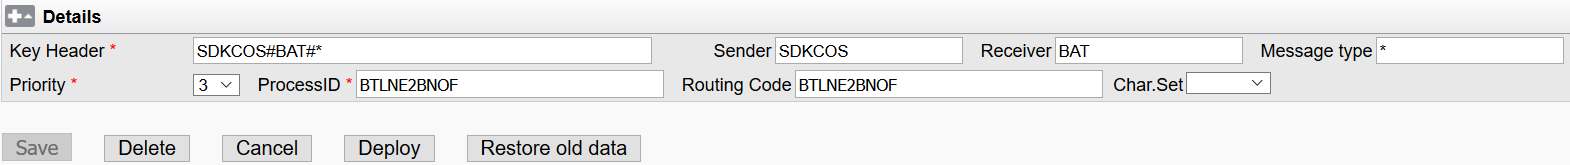 Details
Key Header * SDKCOS#BAT#* Sender SDKCOS Receiver BAT Message type *
Priority * 3 ProcessID * BTLNE2BNOF Routing Code BTLNE2BNOF Char.Set
Save Delete Cancel Deploy Restore old data